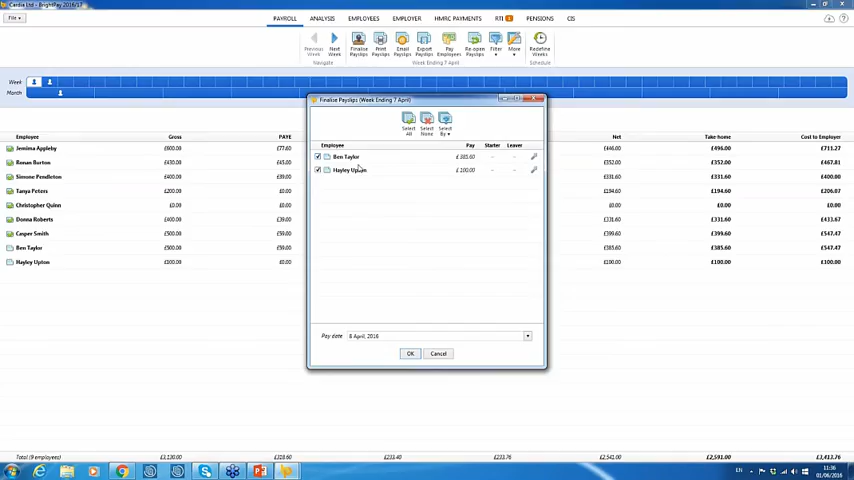 Cardia Ltd - BrightPay 2016/17
File
PAYROLL ANALYSIS EMPLOYEES EMPLOYER HMRC PAYMENTS RTI PENSIONS CIS
Previous Week Next Week Finalise Payslips Print Payslips Email Payslips Export Payslips Pay Employees Re-open Payslips Filter More Redefine Weeks
Navigate Week Ending 7 April Schedule
Week
Month
Finalise Payslips (Week Ending 7 April)
Select All Select None Select By
Employee Gross PAYE Net Take home Cost to Employer
Employee Pay Starter Leaver
Jemima Appleby £600.00 £77.60 £446.00 £496.00 £711.27
Ronan Burton £430.00 £45.00 £352.00 £352.00 £467.81
Simone Pendleton £400.00 £39.00 £331.60 £331.60 £400.00
Tanya Peters £200.00 £0.00 £194.60 £194.60 £206.07
Christopher Quinn £0.00 £0.00 £0.00 £0.00 £0.00
Donna Roberts £400.00 £39.00 £331.60 £331.60 £433.67
Casper Smith £500.00 £59.00 £399.60 £399.60 £547.47
Ben Taylor £500.00 £59.00 £385.60 £385.60 £547.47
Hayley Upton £100.00 £0.00 £100.00 £100.00 £100.00
Ben Taylor £385.60 – –
Hayley Upton £100.00 – –
Pay date 8 April, 2016
OK Cancel
Total (9 employees) £3,130.00 £318.60 £233.40 £233.76 £2,541.00 £2,591.00 £3,413.76
EN 11:36
01/06/2016